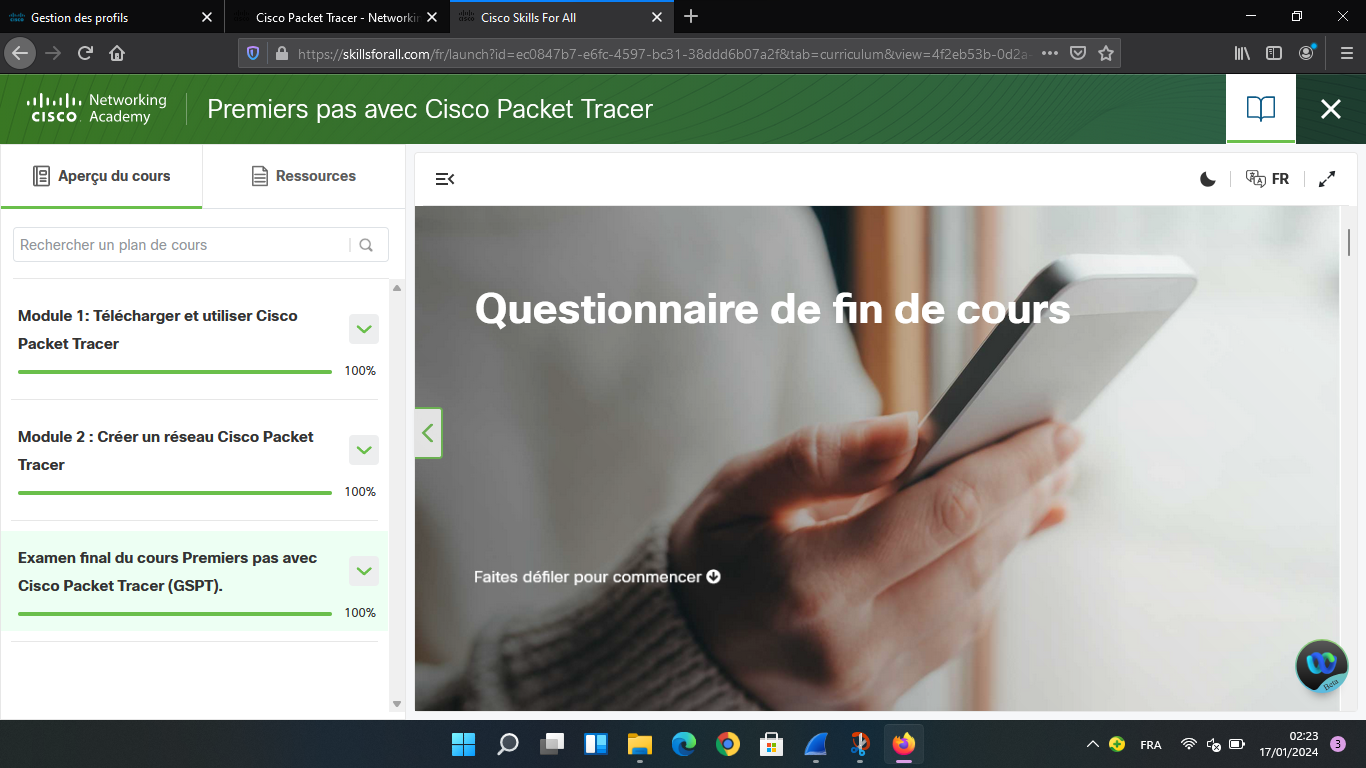 Gestion des profils
Cisco Packet Tracer - Networkin
Cisco Skills For All
https://skillsforall.com/fr/launch?id=ec0847b7-e6fc-4597-bc31-38ddd6b07a2f&tab=curriculum&view=4f2eb53b-0d2a-
cisco Networking Academy
Premiers pas avec Cisco Packet Tracer
Aperçu du cours
Ressources
FR
Rechercher un plan de cours
Module 1: Télécharger et utiliser Cisco
Packet Tracer
100%
Module 2 : Créer un réseau Cisco Packet
Tracer
100%
Examen final du cours Premiers pas avec
Cisco Packet Tracer (GSPT).
100%
Questionnaire de fin de cours
Faites défiler pour commencer
Beta
FRA
02:23
17/01/2024
3